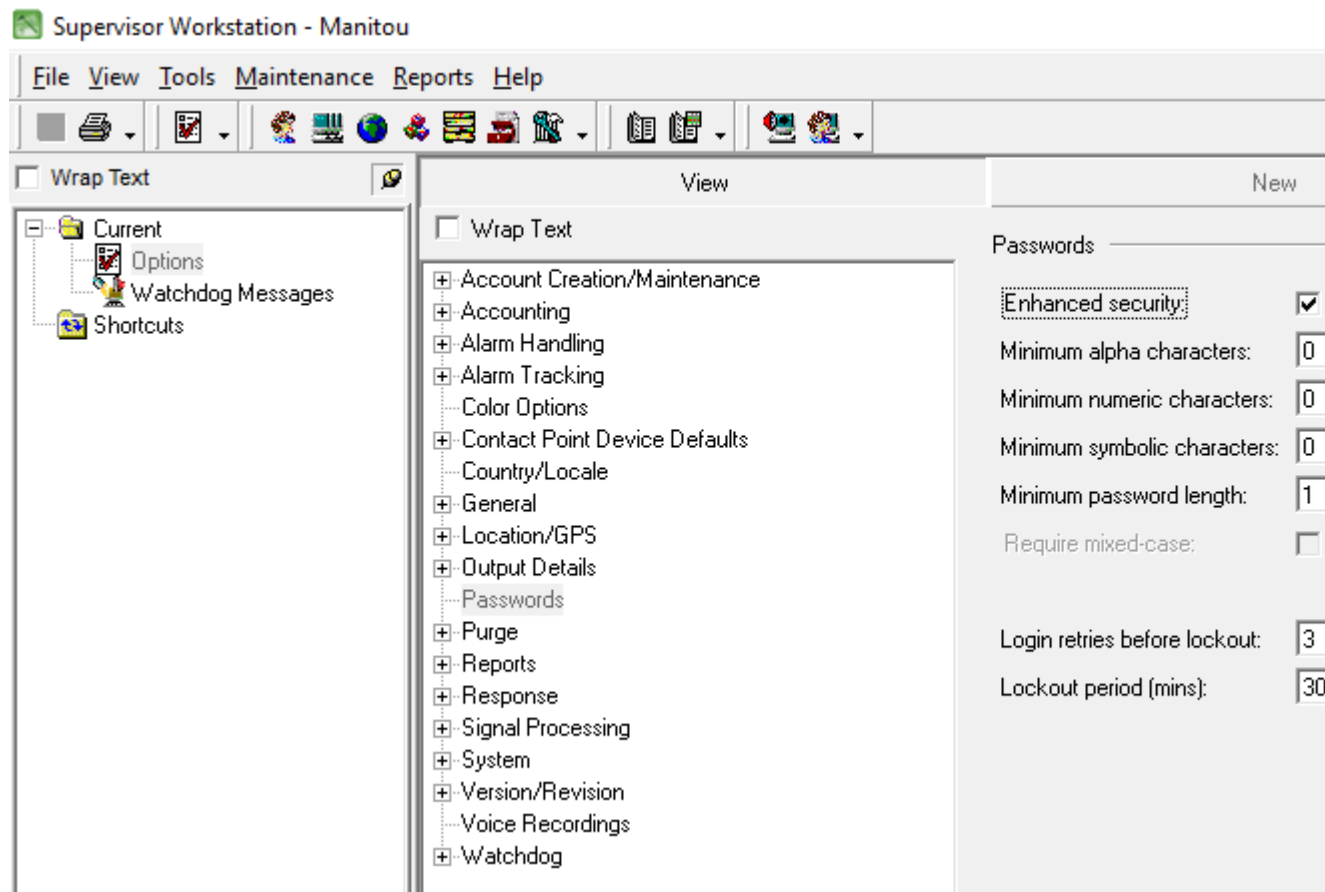 Supervisor Workstation - Manitou
File View Tools Maintenance Reports Help
Wrap Text
Current
Options
Watchdog Messages
Shortcuts
View
New
Wrap Text
Account Creation/Maintenance
Accounting
Alarm Handling
Alarm Tracking
Color Options
Contact Point Device Defaults
Country/Locale
General
Location/GPS
Output Details
Passwords
Purge
Reports
Response
Signal Processing
System
Version/Revision
Voice Recordings
Watchdog
Passwords
Enhanced security:
Minimum alpha characters: 0
Minimum numeric characters: 0
Minimum symbolic characters: 0
Minimum password length: 1
Require mixed-case:
Login retries before lockout: 3
Lockout period (mins): 30